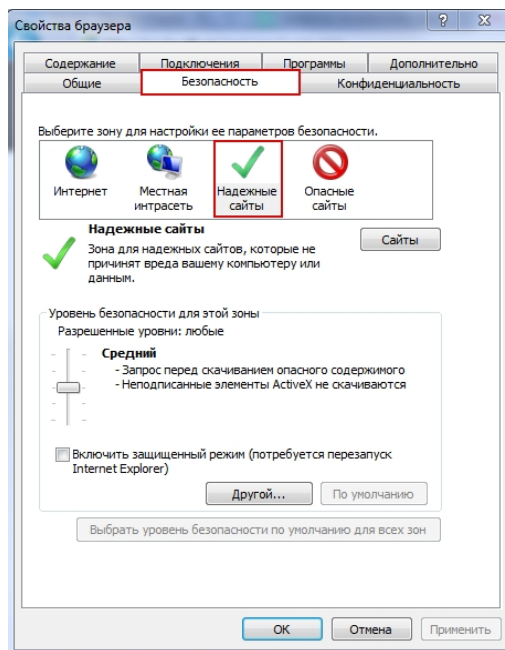 Свойства браузера
?
Содержание Подключения Программы Дополнительно
Общие Безопасность Конфиденциальность
Выберите зону для настройки ее параметров безопасности.
Интернет Местная Надежные Опасные
интрасеть сайты сайты
Надежные сайты
Сайты
Зона для надежных сайтов, которые не
причинят вреда вашему компьютеру или
данным.
Уровень безопасности для этой зоны
Разрешенные уровни: любые
Средний
- Запрос перед скачиванием опасного содержимого
- Неподписанные элементы ActiveX не скачиваются
Включить защищенный режим (потребуется перезапуск
Internet Explorer)
Другой... По умолчанию
Выбрать уровень безопасности по умолчанию для всех зон
ОК Отмена Применить